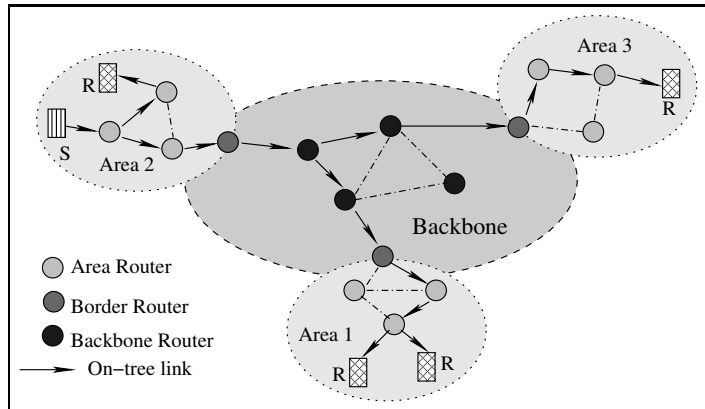 Area 3
R
R
S
Area 2
R
Backbone
Area Router
Border Router
Backbone Router
On-tree link
Area 1
R
R